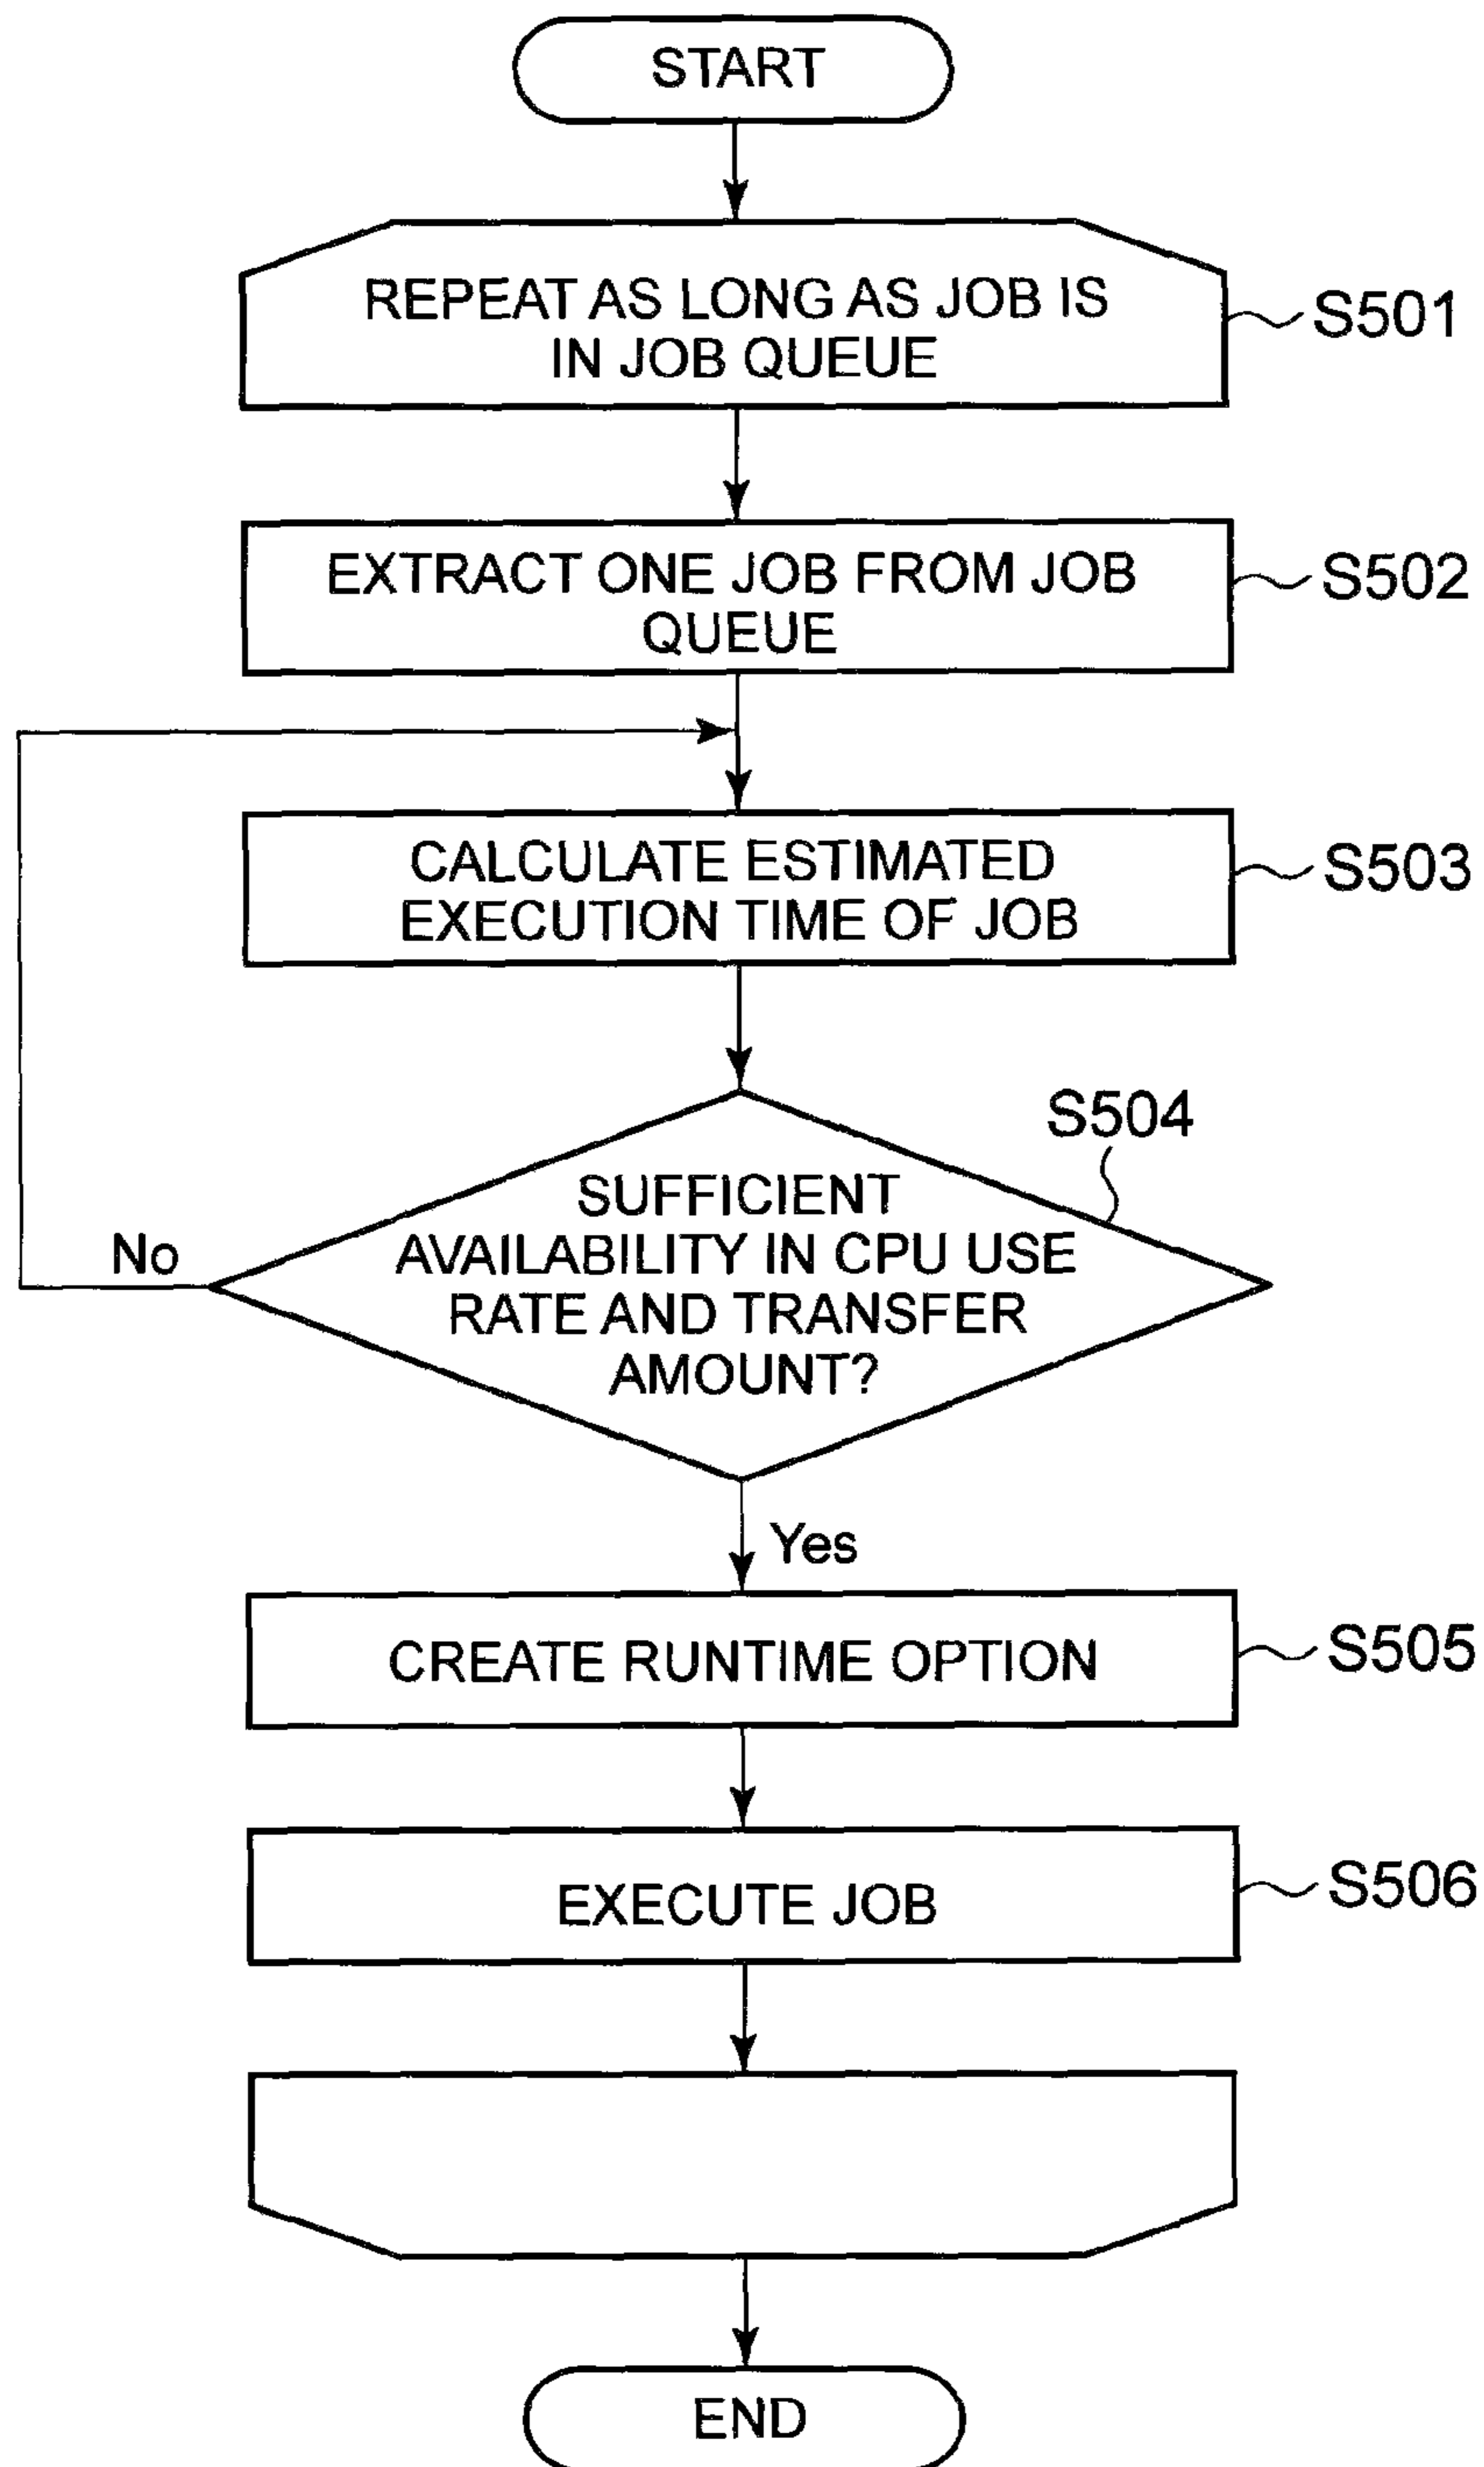 START
REPEAT AS LONG AS JOB IS
IN JOB QUEUE
S501
EXTRACT ONE JOB FROM JOB
QUEUE
S502
CALCULATE ESTIMATED
EXECUTION TIME OF JOB
S503
S504
SUFFICIENT
AVAILABILITY IN CPU USE
RATE AND TRANSFER
AMOUNT?
No
Yes
CREATE RUNTIME OPTION
S505
EXECUTE JOB
S506
END